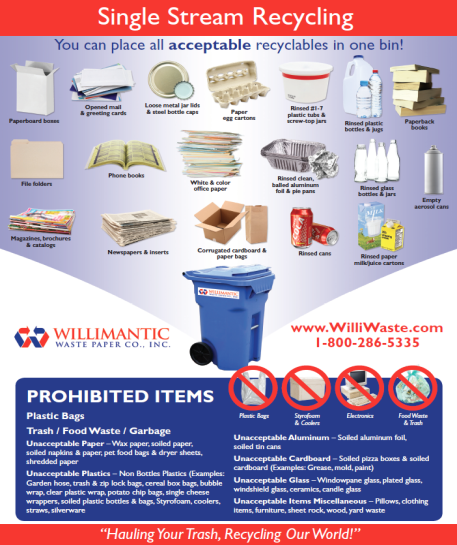 Single Stream Recycling
You can place all acceptable recyclables in one bin!
Paperboard boxes
Opened mail
& greeting cards
Loose metal jar lids
& steel bottle caps
Paper
egg cartons
Rinsed #1-7
plastic tubs &
screw-top jars
Rinsed plastic
bottles & jugs
Paperback
books
File folders
Phone books
White & color
office paper
Rinsed clean,
balled aluminum
foil & pie pans
Rinsed glass
bottles & jars
Empty
aerosol cans
Magazines, brochures
& catalogs
Newspapers & inserts
Corrugated cardboard &
paper bags
Rinsed cans
Rinsed paper
milk/juice cartons
WILLIMANTIC
WASTE PAPER CO., INC.
www.WilliWaste.com
1-800-286-5335
PROHIBITED ITEMS
Plastic Bags
Trash / Food Waste / Garbage
Unacceptable Paper – Wax paper, soiled paper,
soiled napkins & paper, pet food bags & dryer sheets,
shredded paper
Unacceptable Plastics – Non Bottles Plastics (Examples:
Garden hose, trash & zip lock bags, cereal box bags, bubble
wrap, clear plastic wrap, potato chip bags, single cheese
wrappers, soiled plastic bottles & bags, Styrofoam, coolers,
straws, silverware
Plastic Bags
Styrofoam
& Coolers
Electronics
Food Waste
& Trash
Unacceptable Aluminum – Soiled aluminum foil,
soiled tin cans
Unacceptable Cardboard – Soiled pizza boxes & soiled
cardboard (Examples: Grease, mold, paint)
Unacceptable Glass – Windowpane glass, plated glass,
windshield glass, ceramics, candle glass
Unacceptable Items Miscellaneous – Pillows, clothing
items, furniture, sheet rock, wood, yard waste
“Hauling Your Trash, Recycling Our World!”